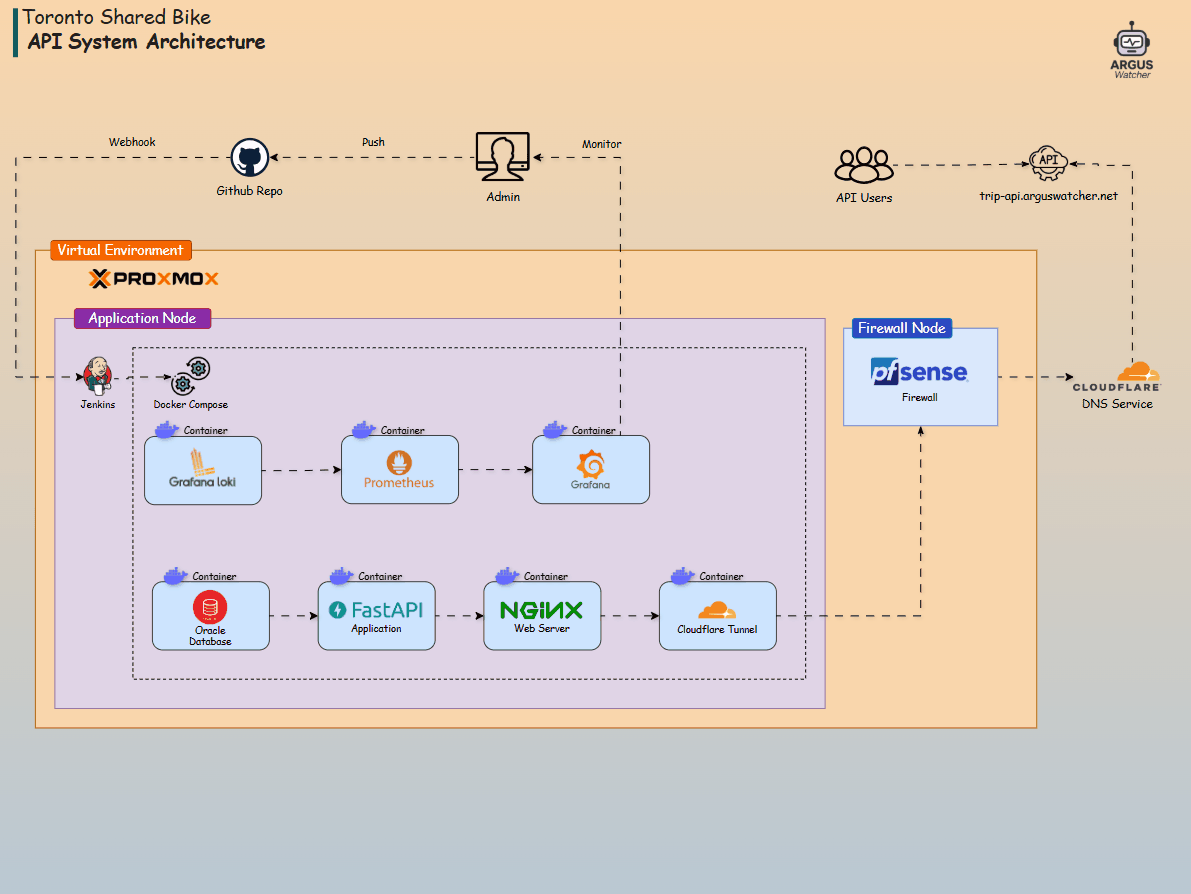 Toronto Shared Bike
API System Architecture
ARGUS
Watcher
Webhook
Push
Monitor
Github Repo
Admin
API
API Users
trip-api.arguswatcher.net
Virtual Environment
PROXMOX
Application Node
Firewall Node
pfsense
Firewall
CLOUDFLARE
DNS Service
Jenkins
Docker Compose
Container
Container
Container
Grafana loki
Prometheus
Grafana
Container
Container
Container
Container
Oracle
Database
FastAPI
Application
NGINX
Web Server
Cloudflare Tunnel